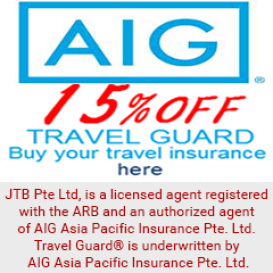 AIG®
15% OFF
TRAVEL GUARD
Buy your travel insurance
here
JTB Pte Ltd, is a licensed agent registered
with the ARB and an authorized agent
of AIG Asia Pacific Insurance Pte. Ltd.
Travel Guard® is underwritten by
AIG Asia Pacific Insurance Pte. Ltd.